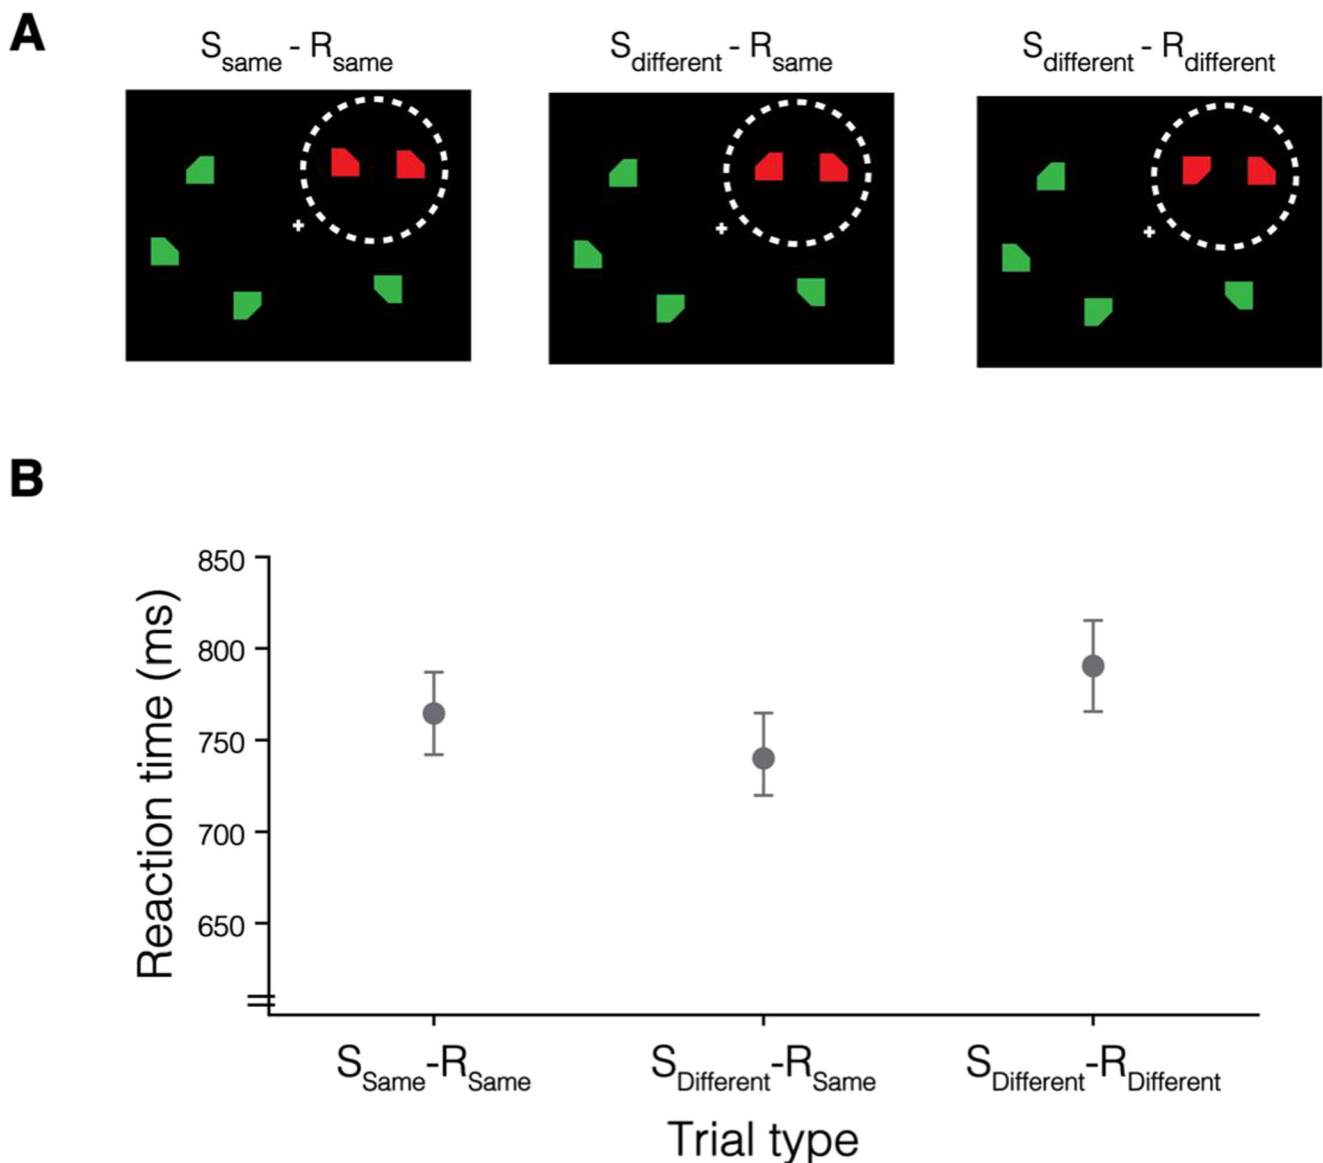 A
Ssame - Rsame
Sdifferent - Rsame
Sdifferent - Rdifferent
B
850
800
750
700
650
Reaction time (ms)
SSame-RSame
SDifferent-RSame
SDifferent-RDifferent
Trial type